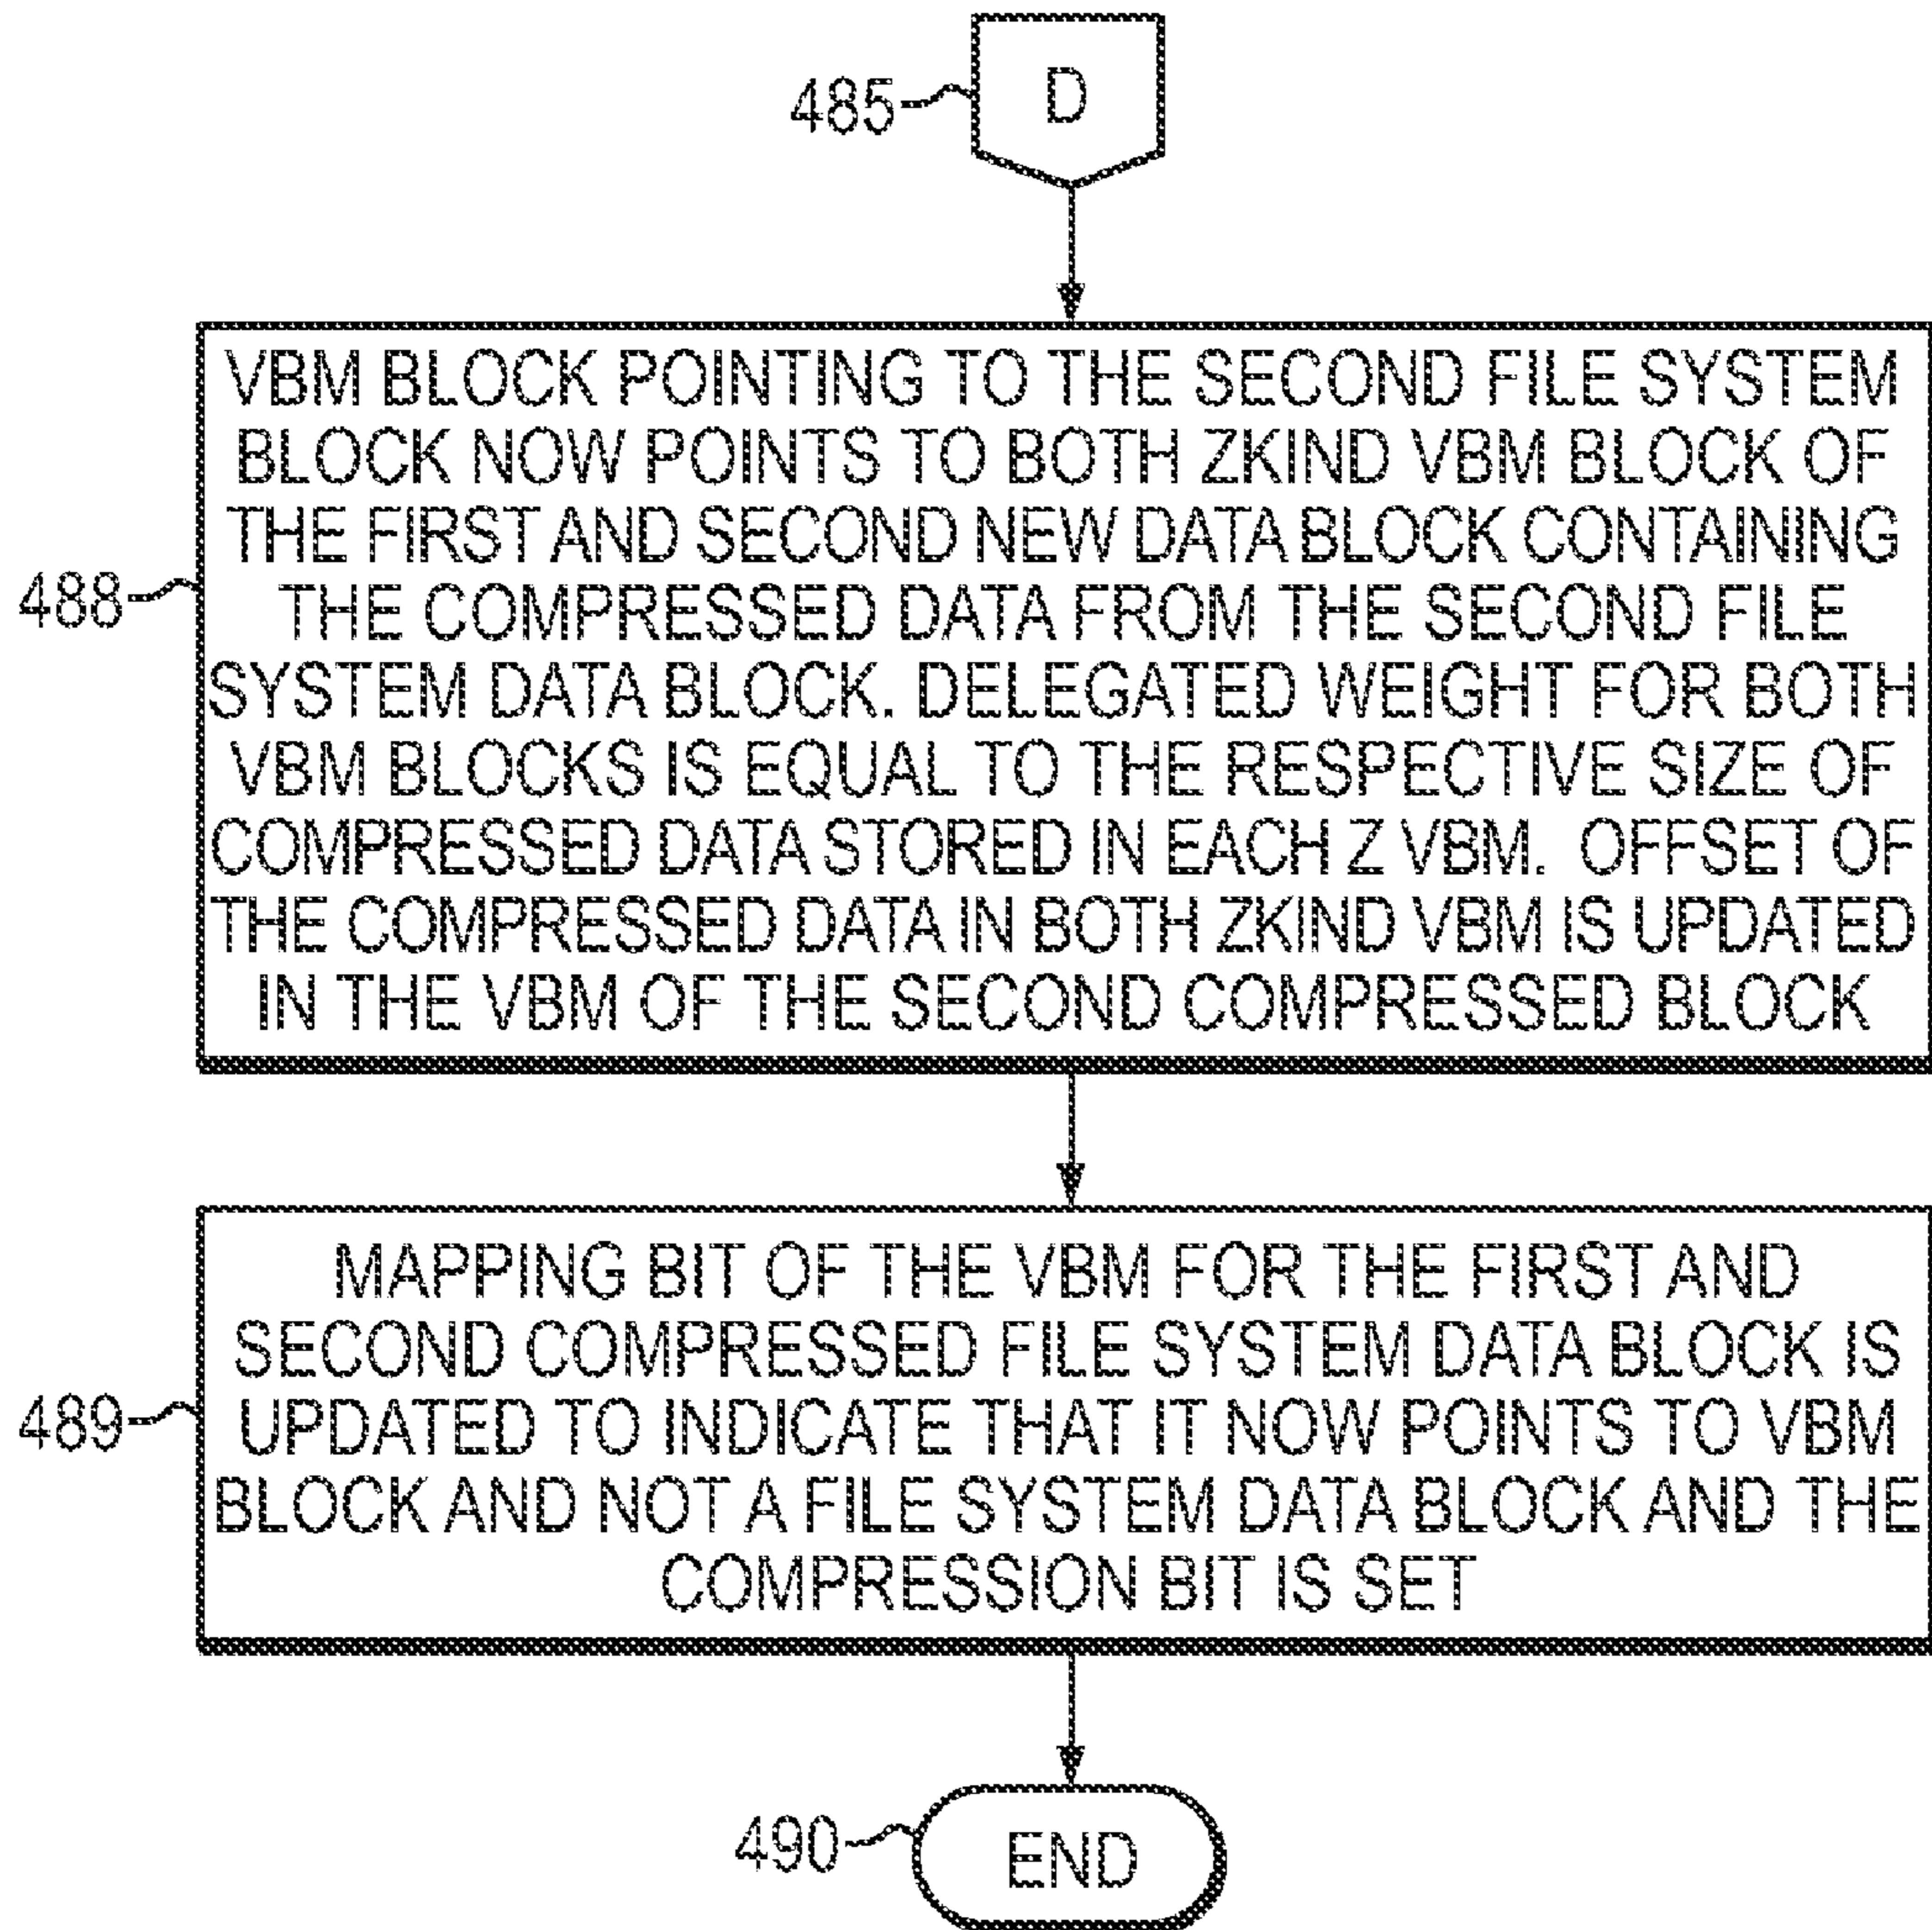 485
D
VBM BLOCK POINTING TO THE SECOND FILE SYSTEM
BLOCK NOW POINTS TO BOTH ZKIND VBM BLOCK OF
THE FIRST AND SECOND NEW DATA BLOCK CONTAINING
488
THE COMPRESSED DATA FROM THE SECOND FILE
SYSTEM DATA BLOCK. DELEGATED WEIGHT FOR BOTH
VBM BLOCKS IS EQUAL TO THE RESPECTIVE SIZE OF
COMPRESSED DATA STORED IN EACH Z VBM. OFFSET OF
THE COMPRESSED DATA IN BOTH ZKIND VBM IS UPDATED
IN THE VBM OF THE SECOND COMPRESSED BLOCK
MAPPING BIT OF THE VBM FOR THE FIRST AND
SECOND COMPRESSED FILE SYSTEM DATA BLOCK IS
489
UPDATED TO INDICATE THAT IT NOW POINTS TO VBM
BLOCK AND NOT A FILE SYSTEM DATA BLOCK AND THE
COMPRESSION BIT IS SET
490
END